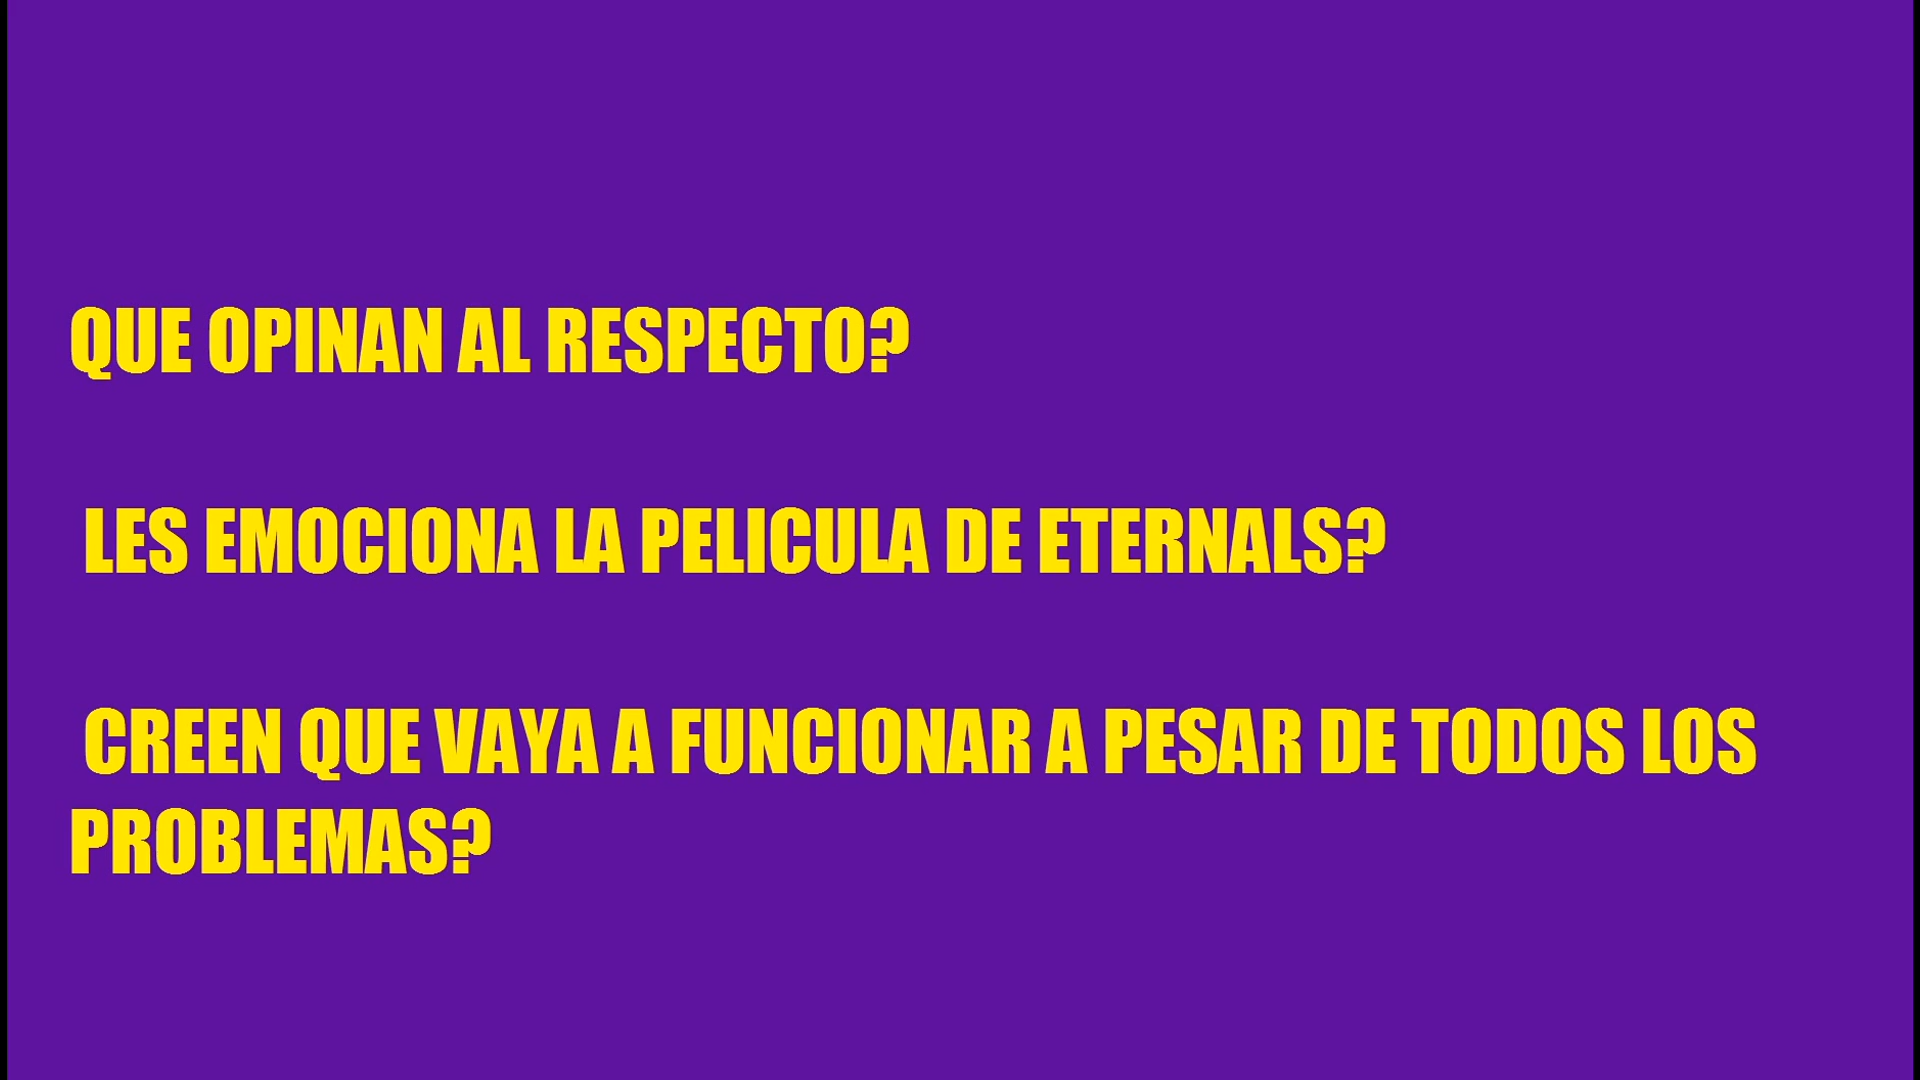 QUE OPINAN AL RESPECTO?
LES EMOCIONA LA PELICULA DE ETERNALS?
CREEN QUE VAYA A FUNCIONAR A PESAR DE TODOS LOS
PROBLEMAS?